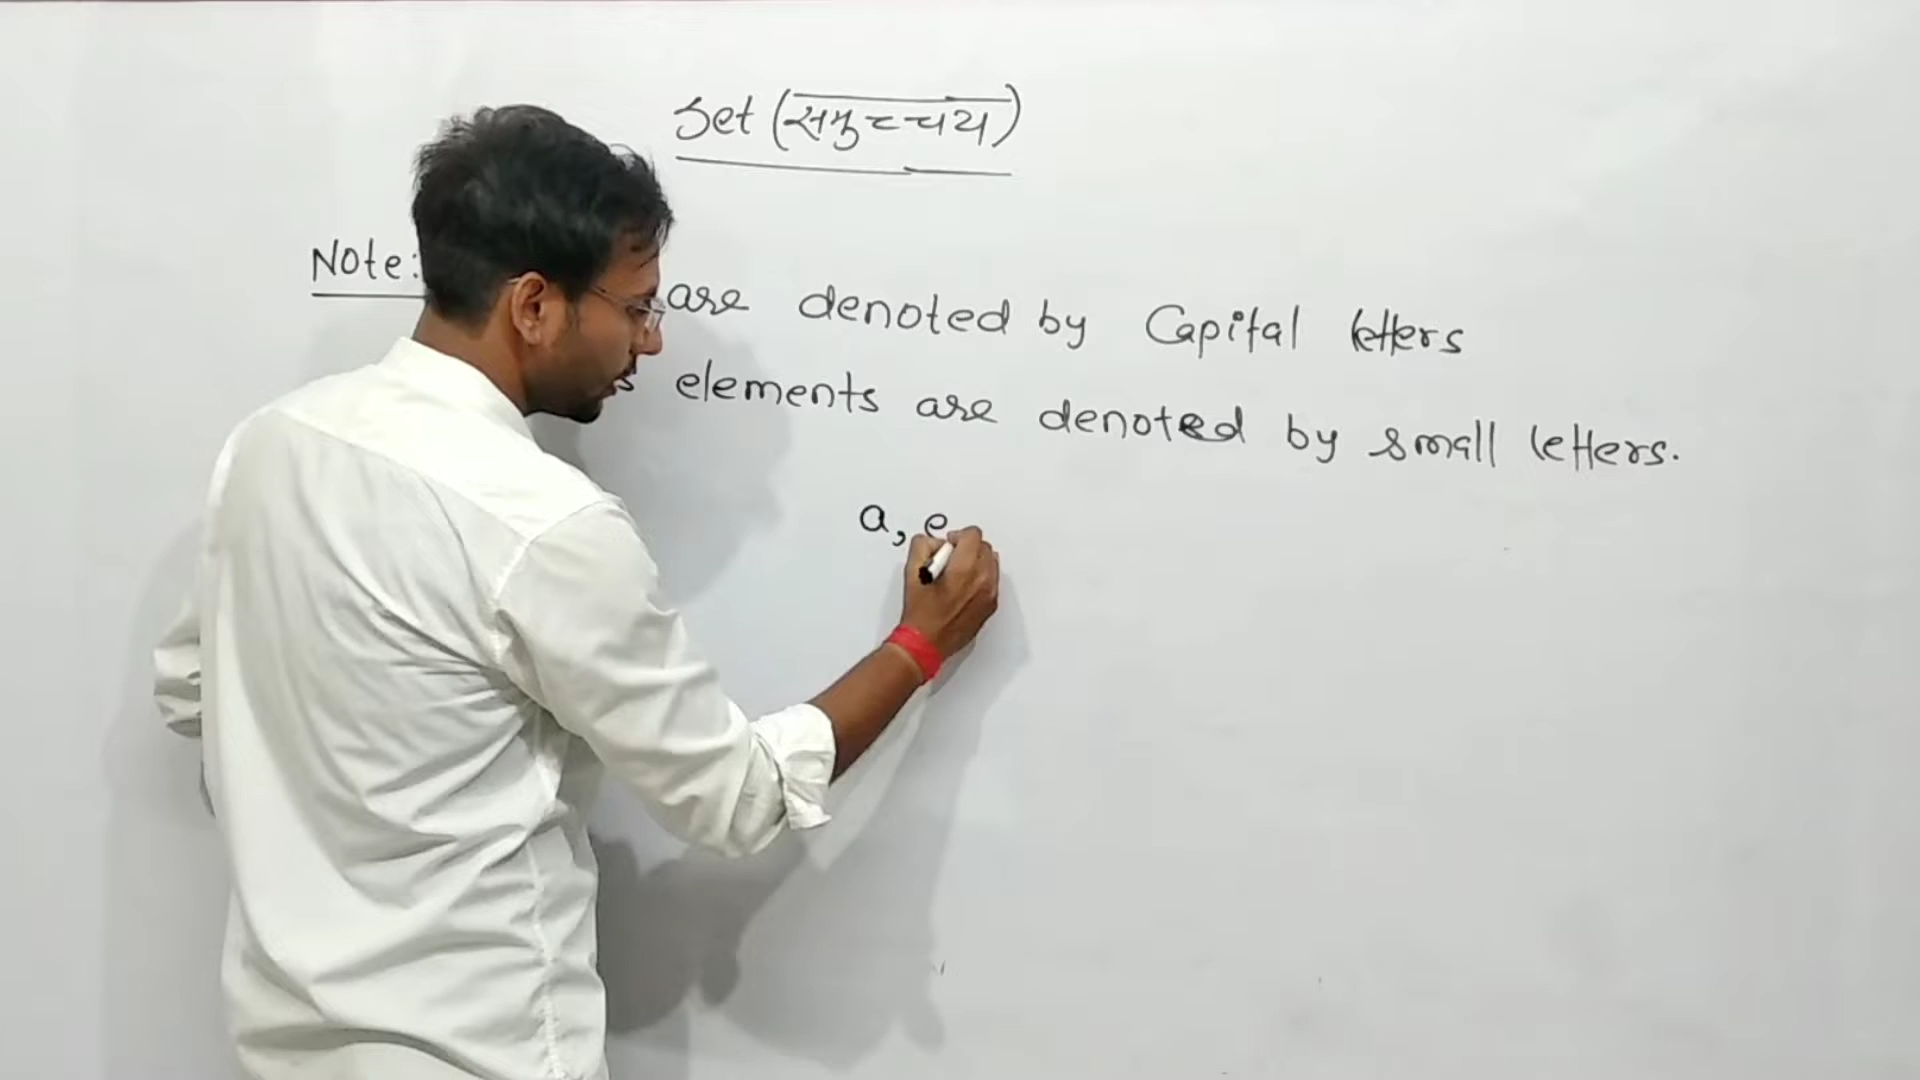 Set (समुच्चय)
Note:
are denoted by Capital letters
elements are denoted by small letters.
a, e